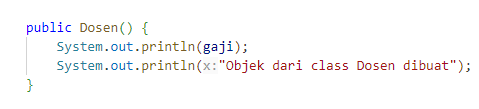 public Dosen() {
    System.out.println(gaji);
    System.out.println(x:"Objek dari class Dosen dibuat");
}